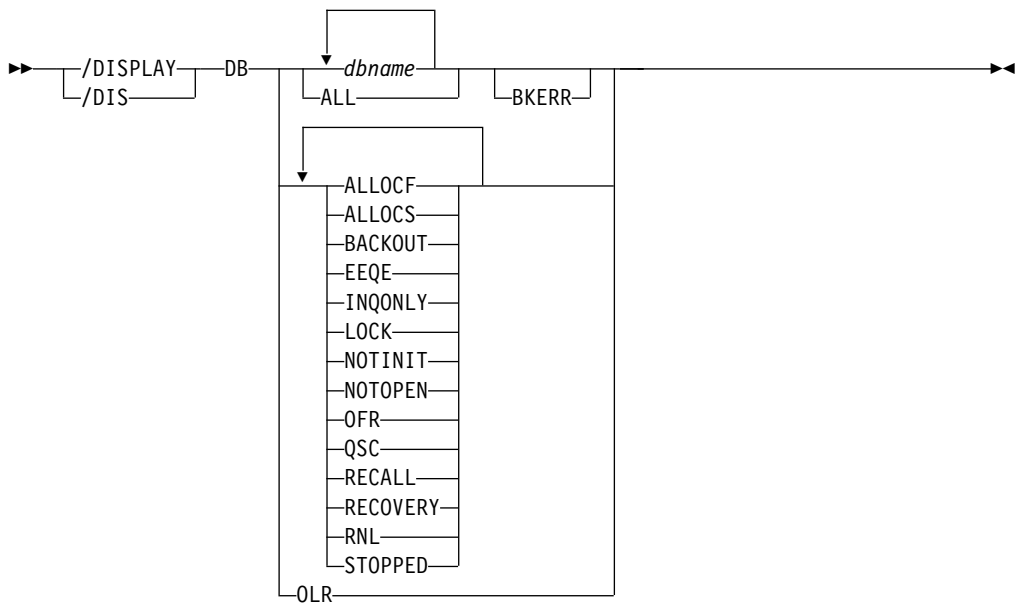 /DISPLAY DB dbname
/DIS ALL BKERR
ALLOCF
ALLOCS
BACKOUT
EEQE
INQONLY
LOCK
NOTINIT
NOTOPEN
OFR
QSC
RECALL
RECOVERY
RNL
STOPPED
OLR